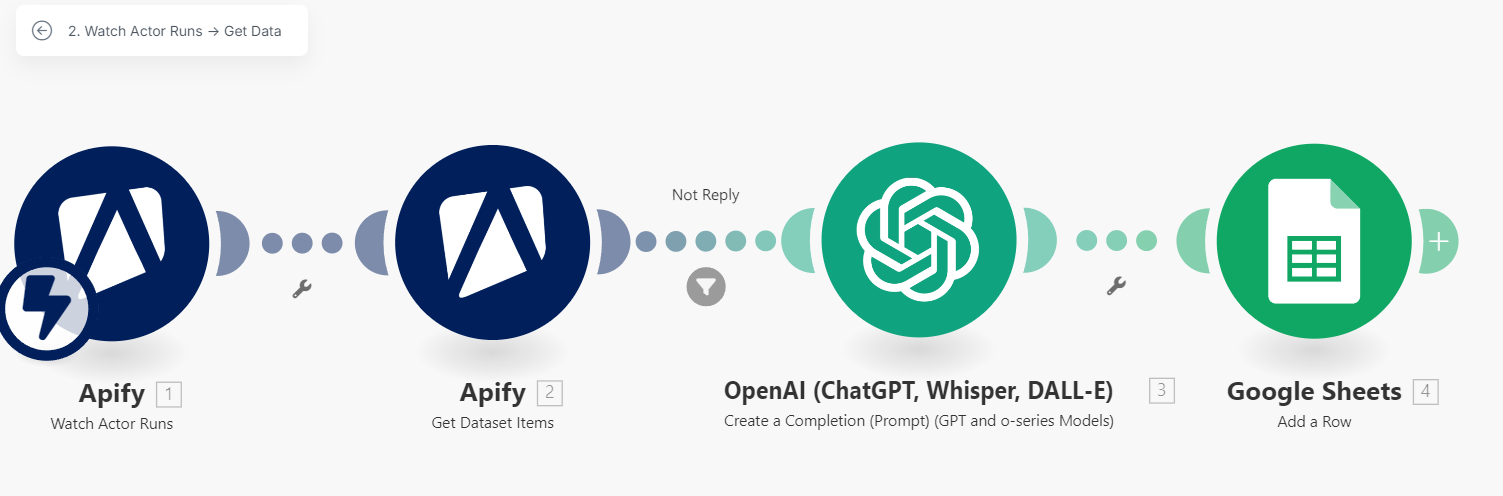 2. Watch Actor Runs → Get Data
Not Reply
Apify 1
Watch Actor Runs
Apify 2
Get Dataset Items
OpenAI (ChatGPT, Whisper, DALL-E) 3
Create a Completion (Prompt) (GPT and o-series Models)
Google Sheets 4
Add a Row